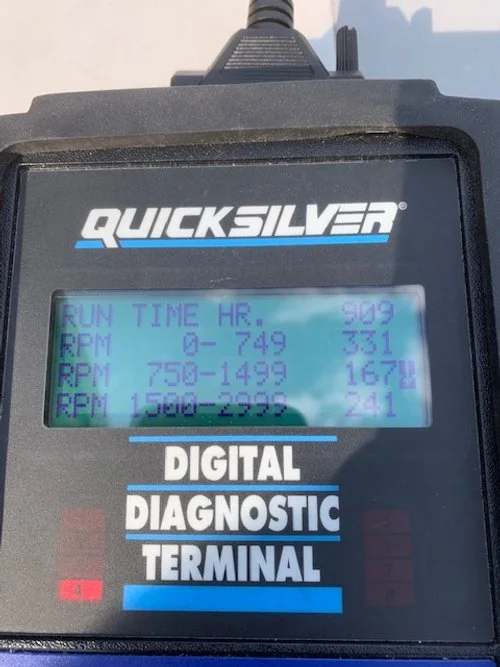 QUICKSILVER®
RUN TIME HR. 909
RPM 0- 749 331
RPM 750-1499 167
RPM 1500-2999 241
DIGITAL
DIAGNOSTIC
TERMINAL
4